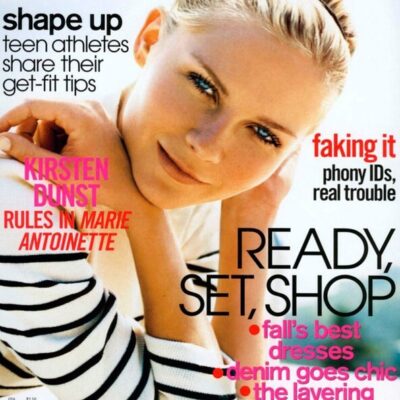 shape up
teen athletes
share their
get-fit tips
KIRSTEN
DUNST
RULES IN MARIE
ANTOINETTE
faking it
phony IDs,
real trouble
READY,
SET, SHOP
•fall's best
dresses
•denim goes chic
•the layering